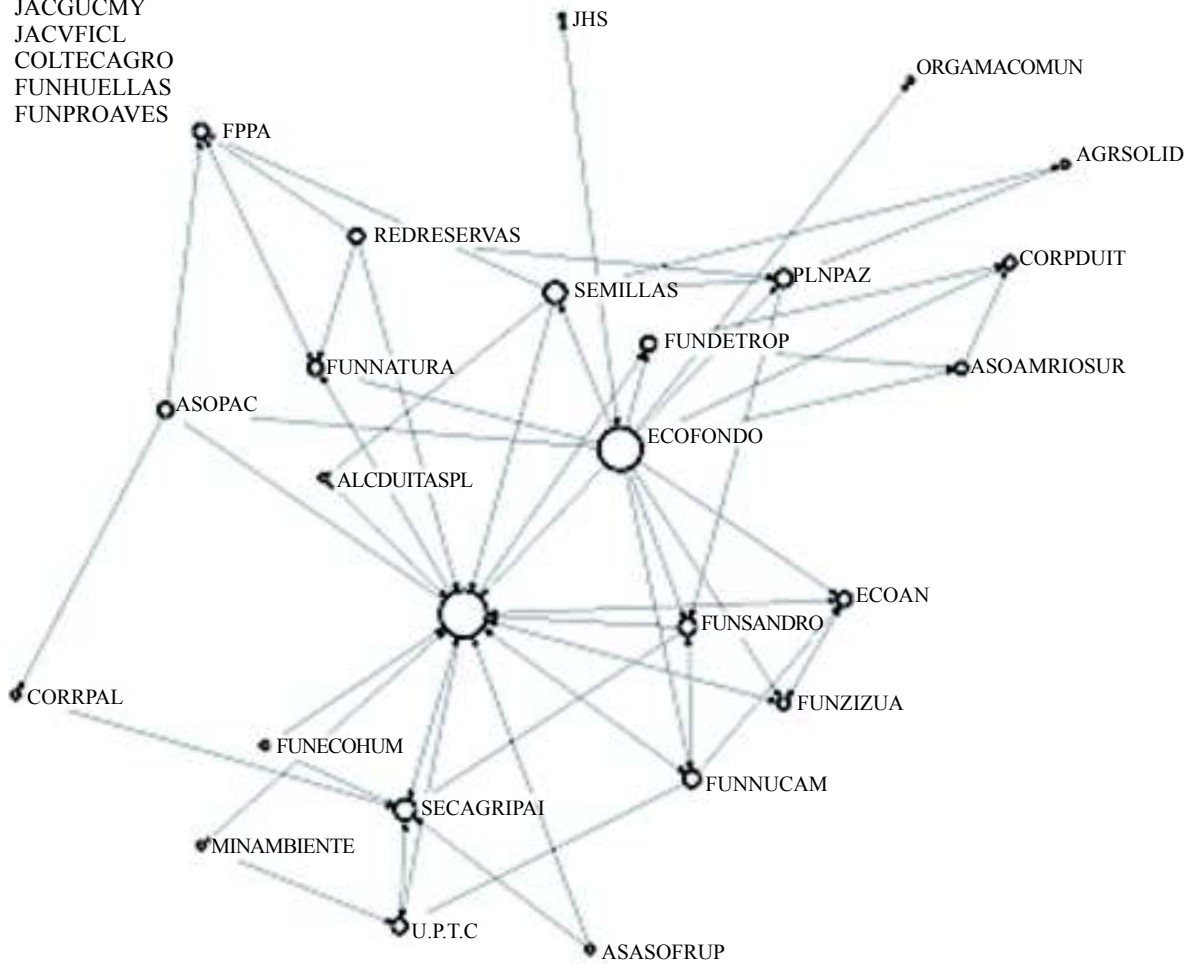 JACGUCMY
JACVFICL
COLTECAGRO
FUNHUELLAS
FUNPROAVES
JHS
ORGAMACOMUN
FPPA
AGRSOLID
REDRESERVAS
CORPDUIT
PLNPAZ
SEMILLAS
FUNDETROP
FUNNATURA
ASOAMRIOSUR
ASOPAC
ECOFONDO
ALCDUITASPL
ECOAN
FUNSANDRO
CORRPAL
FUNZIZUA
FUNECOHUM
FUNNUCAM
SECAGRIPAI
MINAMBIENTE
U.P.T.C
ASASOFRUP